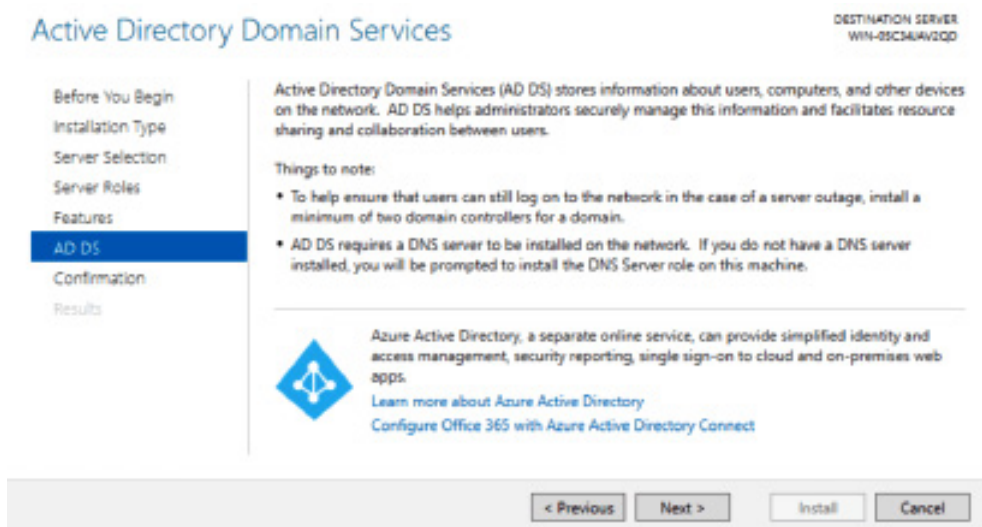 Active Directory Domain Services
DESTINATION SERVER
Before You Begin
Installation Type
Server Selection
Server Roles
Features
AD DS
Confirmation
Results
Active Directory Domain Services (AD DS) stores information about users, computers, and other devices
on the network. AD DS helps administrators securely manage this information and facilitates resource
sharing and collaboration between users.
Things to note:
• To help ensure that users can still log on to the network in the case of a server outage, install a
minimum of two domain controllers for a domain.
• AD DS requires a DNS server to be installed on the network. If you do not have a DNS server
installed, you will be prompted to install the DNS Server role on this machine.
Azure Active Directory, a separate online service, can provide simplified identity and
access management, security reporting, single sign-on to cloud and on-premises web
apps.
Learn more about Azure Active Directory
Configure Office 365 with Azure Active Directory Connect
< Previous
Next >
Install
Cancel